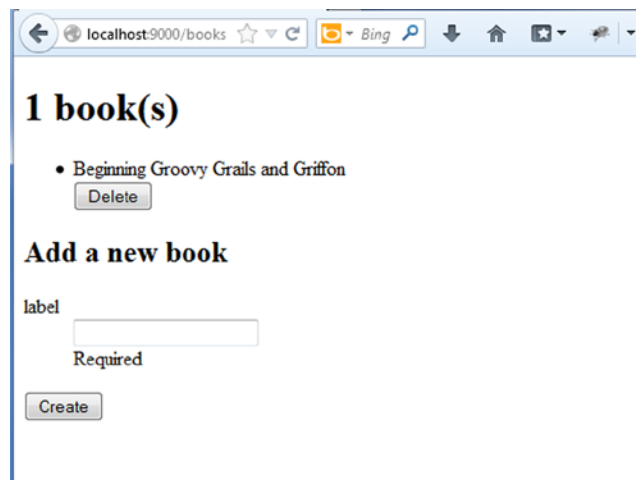 localhost:9000/books
Bing
1 book(s)
Beginning Groovy Grails and Griffon
Delete
Add a new book
label
Required
Create